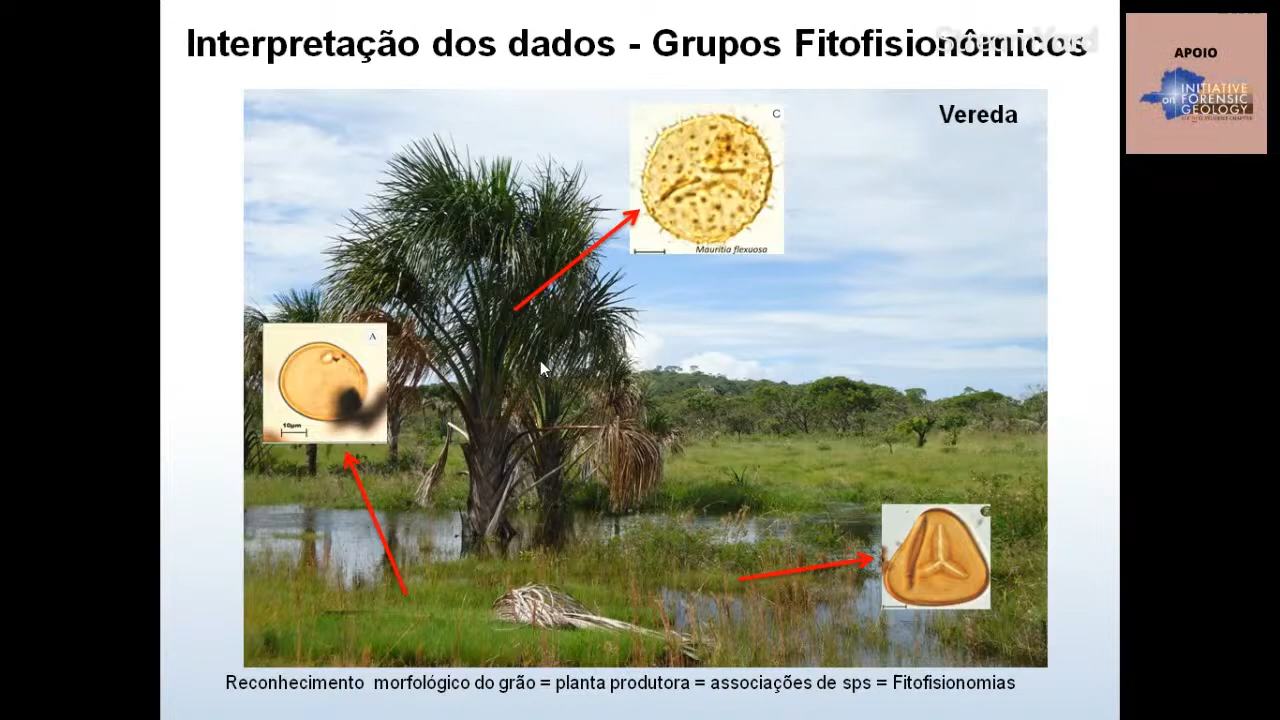 Interpretação dos dados - Grupos Fitofisionômicos
APOIO
INITIATIVE
on FORENSIC
GEOLOGY
Vereda
C
Mauritia flexuosa
A
10µm
Reconhecimento morfológico do grão = planta produtora = associações de sps = Fitofisionomias